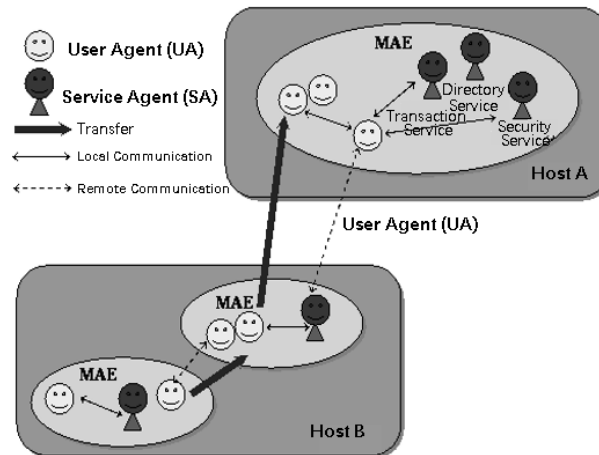 User Agent (UA)
Service Agent (SA)
Transfer
Local Communication
Remote Communication
MAE
Directory
Service
Transaction
Service
Security
Service
Host A
User Agent (UA)
MAE
MAE
Host B